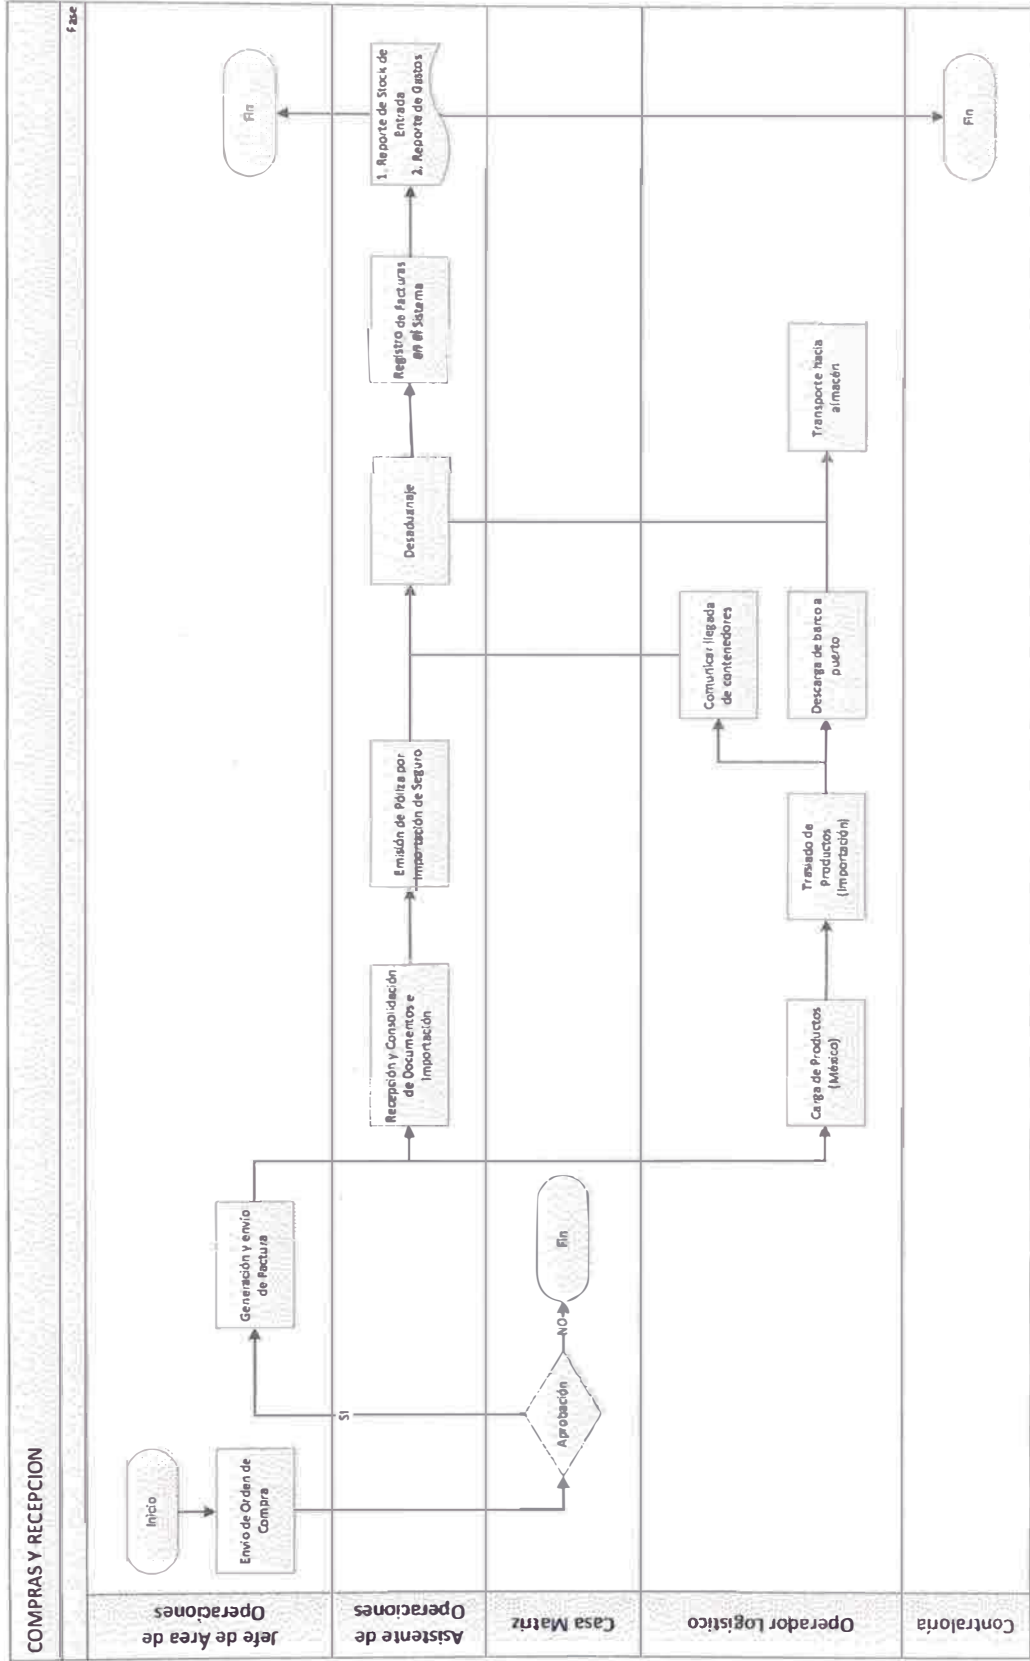 COMPRAS Y RECEPCION
Fase
Jefe de Área de
Operaciones
Inicio
Envío de Orden de
Compra
Generación y envío
de Factura
Fin
Asistente de
Operaciones
SI
Recepción y Consolidación
de Documentos e
Importación
Emisión de Póliza por
Importación de Seguro
Desaduanaje
Registro de Facturas
en el Sistema
1. Reporte de Stock de
Entrada
2. Reporte de Gastos
Casa Matriz
Aprobación
NO
Fin
Operador Logístico
Carga de Productos
(México)
Traslado de
Productos
(Importación)
Comunicar llegada
de contenedores
Descarga de barco a
puerto
Transporte hacia
almacén
Contraloría
Fin